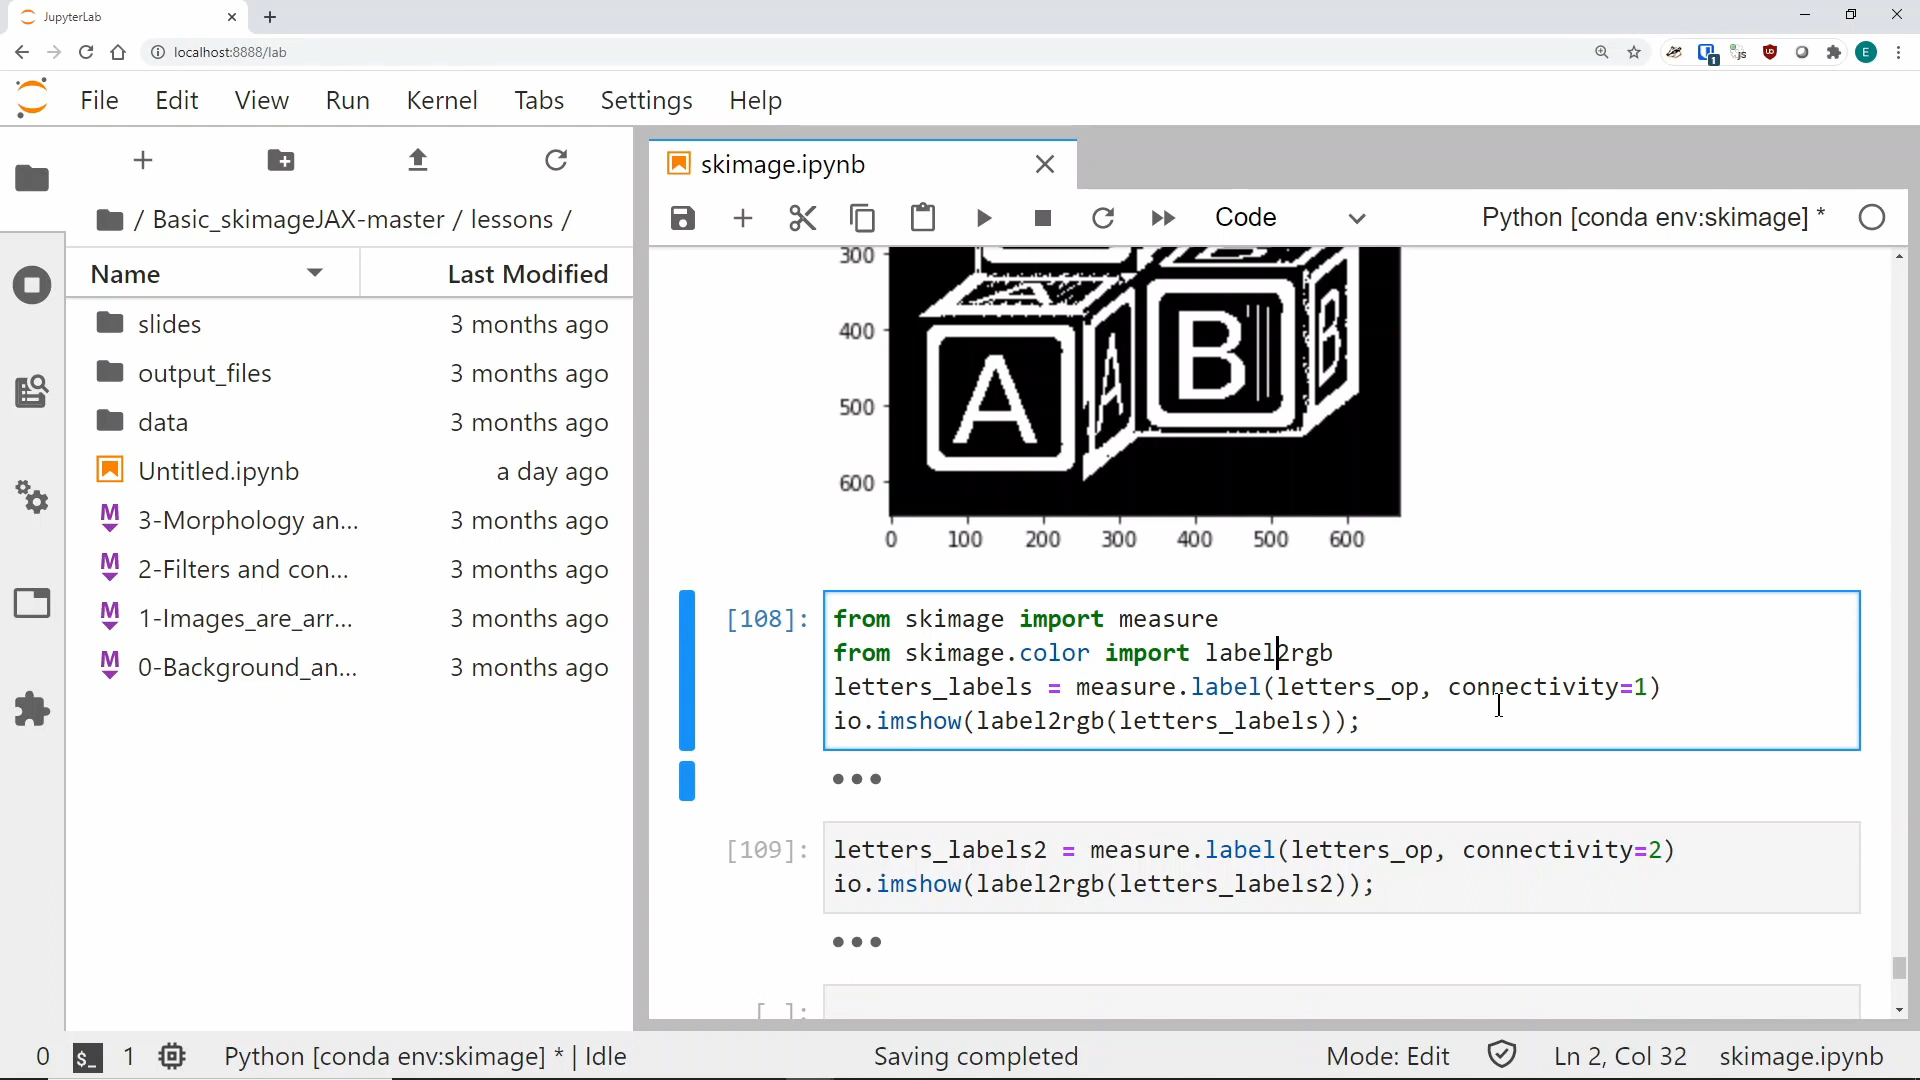 JupyterLab
localhost:8888/lab
1
JS
E
File Edit View Run Kernel Tabs Settings Help
skimage.ipynb
/ Basic_skimageJAX-master / lessons /
Code
Python [conda env:skimage] *
Name Last Modified
slides 3 months ago
output_files 3 months ago
data 3 months ago
Untitled.ipynb a day ago
M 3-Morphology an... 3 months ago
M 2-Filters and con... 3 months ago
M 1-Images_are_arr... 3 months ago
M 0-Background_an... 3 months ago
300
400
500
600
A A B B
0 100 200 300 400 500 600
[108]: from skimage import measure
from skimage.color import label2rgb
letters_labels = measure.label(letters_op, connectivity=1)
io.imshow(label2rgb(letters_labels));
[109]: letters_labels2 = measure.label(letters_op, connectivity=2)
io.imshow(label2rgb(letters_labels2));
[ ]:
0 $_ 1 Python [conda env:skimage] * | Idle Saving completed Mode: Edit Ln 2, Col 32 skimage.ipynb